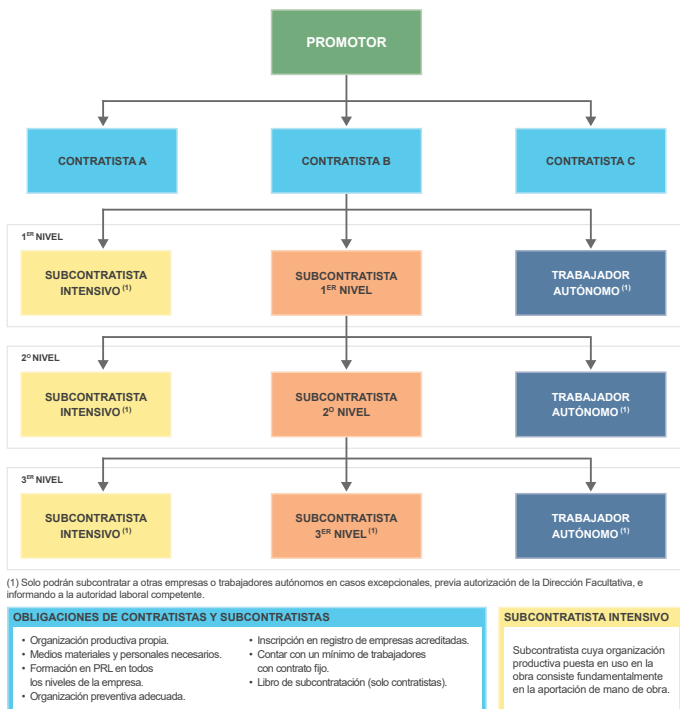 PROMOTOR
CONTRATISTA A
CONTRATISTA B
CONTRATISTA C
1ER NIVEL
SUBCONTRATISTA
INTENSIVO (1)
SUBCONTRATISTA
1ER NIVEL
TRABAJADOR
AUTÓNOMO (1)
2O NIVEL
SUBCONTRATISTA
INTENSIVO (1)
SUBCONTRATISTA
2O NIVEL
TRABAJADOR
AUTÓNOMO (1)
3ER NIVEL
SUBCONTRATISTA
INTENSIVO (1)
SUBCONTRATISTA
3ER NIVEL (1)
TRABAJADOR
AUTÓNOMO (1)
(1) Solo podrán subcontratar a otras empresas o trabajadores autónomos en casos excepcionales, previa autorización de la Dirección Facultativa, e
informando a la autoridad laboral competente.
OBLIGACIONES DE CONTRATISTAS Y SUBCONTRATISTAS
• Organización productiva propia.
• Medios materiales y personales necesarios.
• Formación en PRL en todos
los niveles de la empresa.
• Organización preventiva adecuada.
• Inscripción en registro de empresas acreditadas.
• Contar con un mínimo de trabajadores
con contrato fijo.
• Libro de subcontratación (solo contratistas).
SUBCONTRATISTA INTENSIVO
Subcontratista cuya organización
productiva puesta en uso en la
obra consiste fundamentalmente
en la aportación de mano de obra.